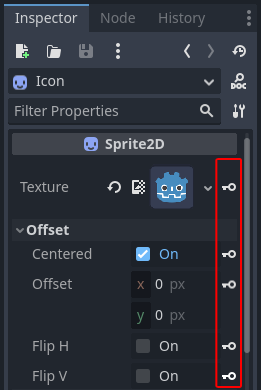 Inspector Node History
Icon
DOC
Filter Properties
Sprite2D
Texture
Offset
Centered On
Offset x 0 px
y 0 px
Flip H On
Flip V On